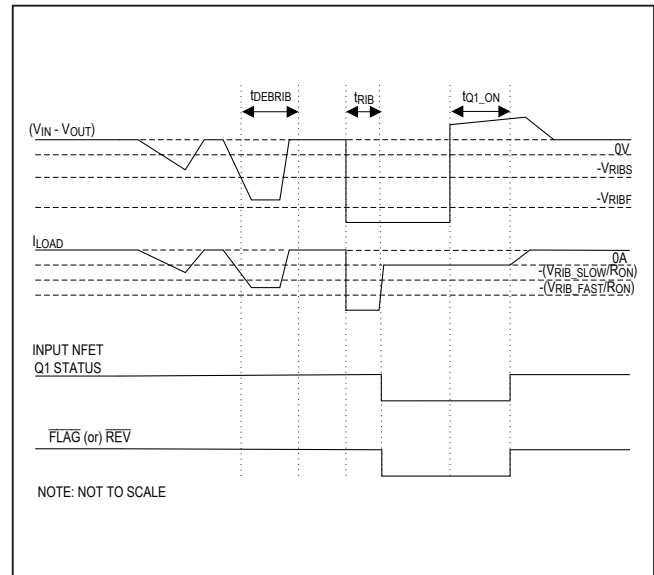 tDEBRIB
tRIB
tQ1_ON
(VIN - VOUT)
0V
-VRIBS
-VRIBF
ILOAD
0A
-(VRIB_SLOW/RON)
-(VRIB_FAST/RON)
INPUT NFET
Q1 STATUS
FLAG (or) REV
NOTE: NOT TO SCALE